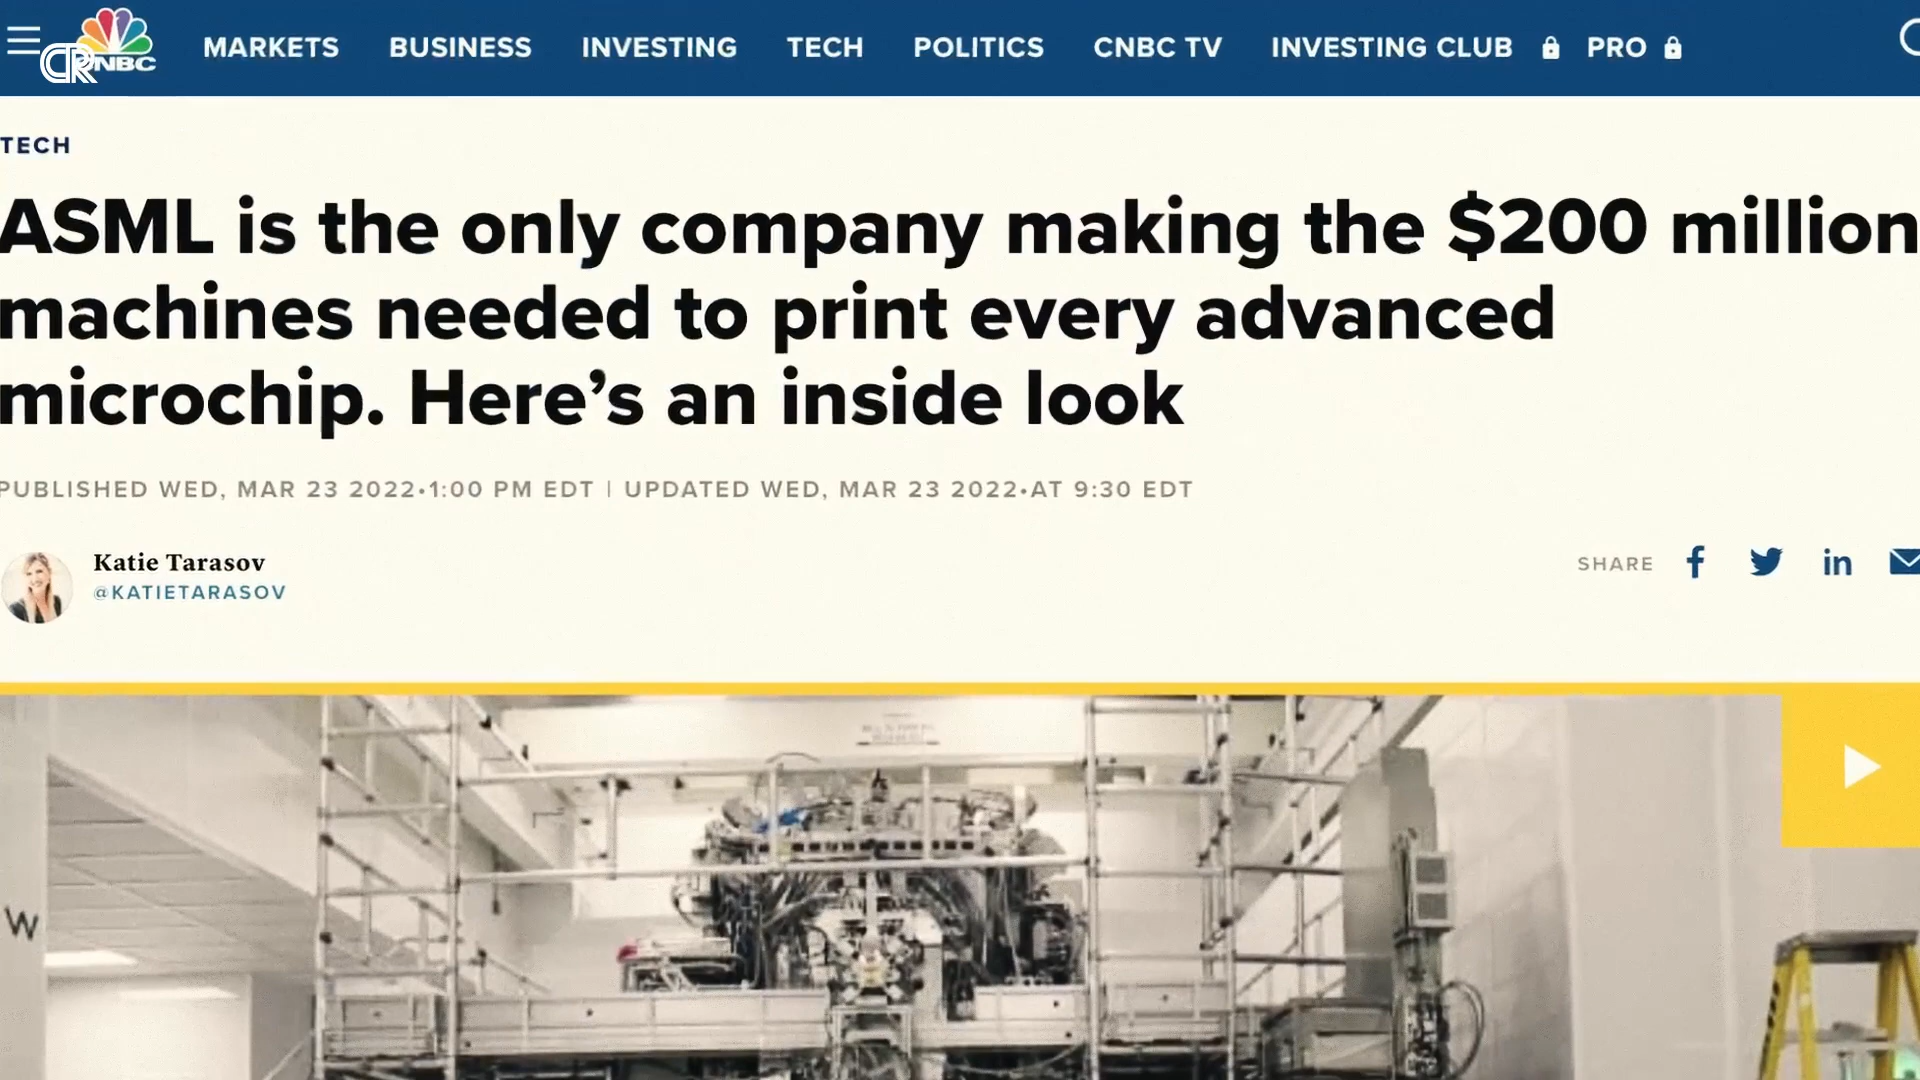 CR
CNBC
MARKETS BUSINESS INVESTING TECH POLITICS CNBC TV INVESTING CLUB PRO
TECH
ASML is the only company making the $200 million
machines needed to print every advanced
microchip. Here’s an inside look
PUBLISHED WED, MAR 23 2022•1:00 PM EDT | UPDATED WED, MAR 23 2022•AT 9:30 EDT
Katie Tarasov
@KATIETARASOV
SHARE
W